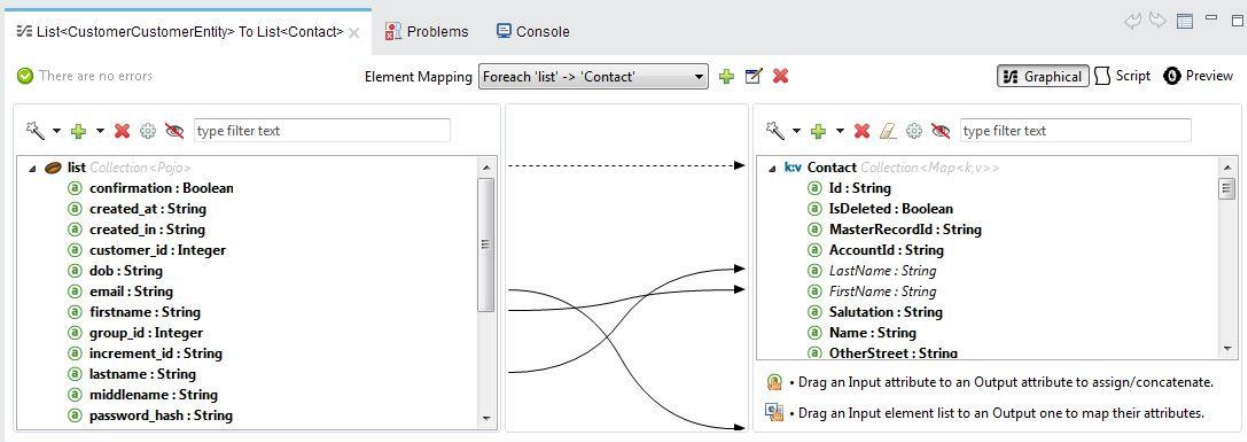 List<CustomerCustomerEntity> To List<Contact>
Problems
Console
There are no errors
Element Mapping Foreach 'list' -> 'Contact'
Graphical Script Preview
type filter text
list Collection<Pojo>
confirmation : Boolean
created_at : String
created_in : String
customer_id : Integer
dob : String
email : String
firstname : String
group_id : Integer
increment_id : String
lastname : String
middlename : String
password_hash : String
type filter text
k:v Contact Collection<Map<k,v>>
Id : String
IsDeleted : Boolean
MasterRecordId : String
AccountId : String
LastName : String
FirstName : String
Salutation : String
Name : String
OtherStreet : String
• Drag an Input attribute to an Output attribute to assign/concatenate.
• Drag an Input element list to an Output one to map their attributes.